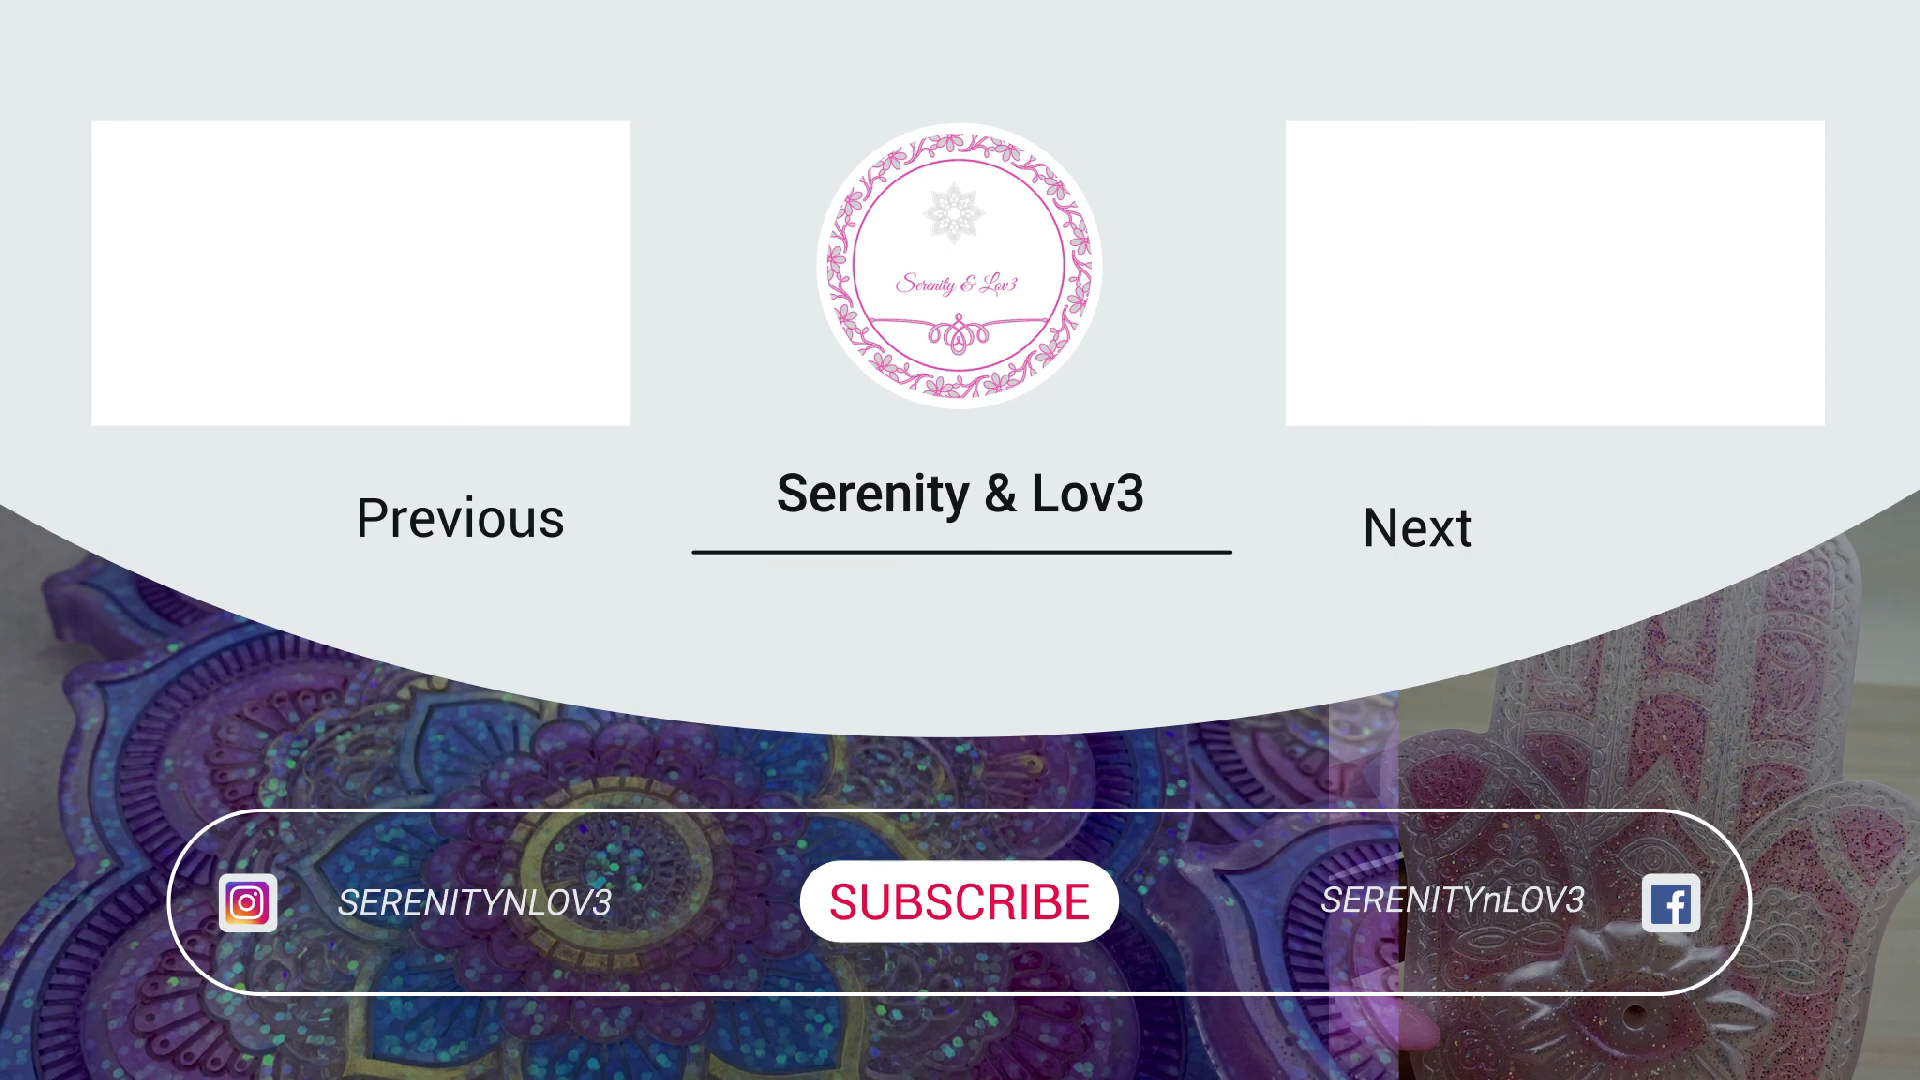 Serenity & Lov3
Previous
Serenity & Lov3
Next
SERENITYNLOV3
SUBSCRIBE
SERENITYnLOV3